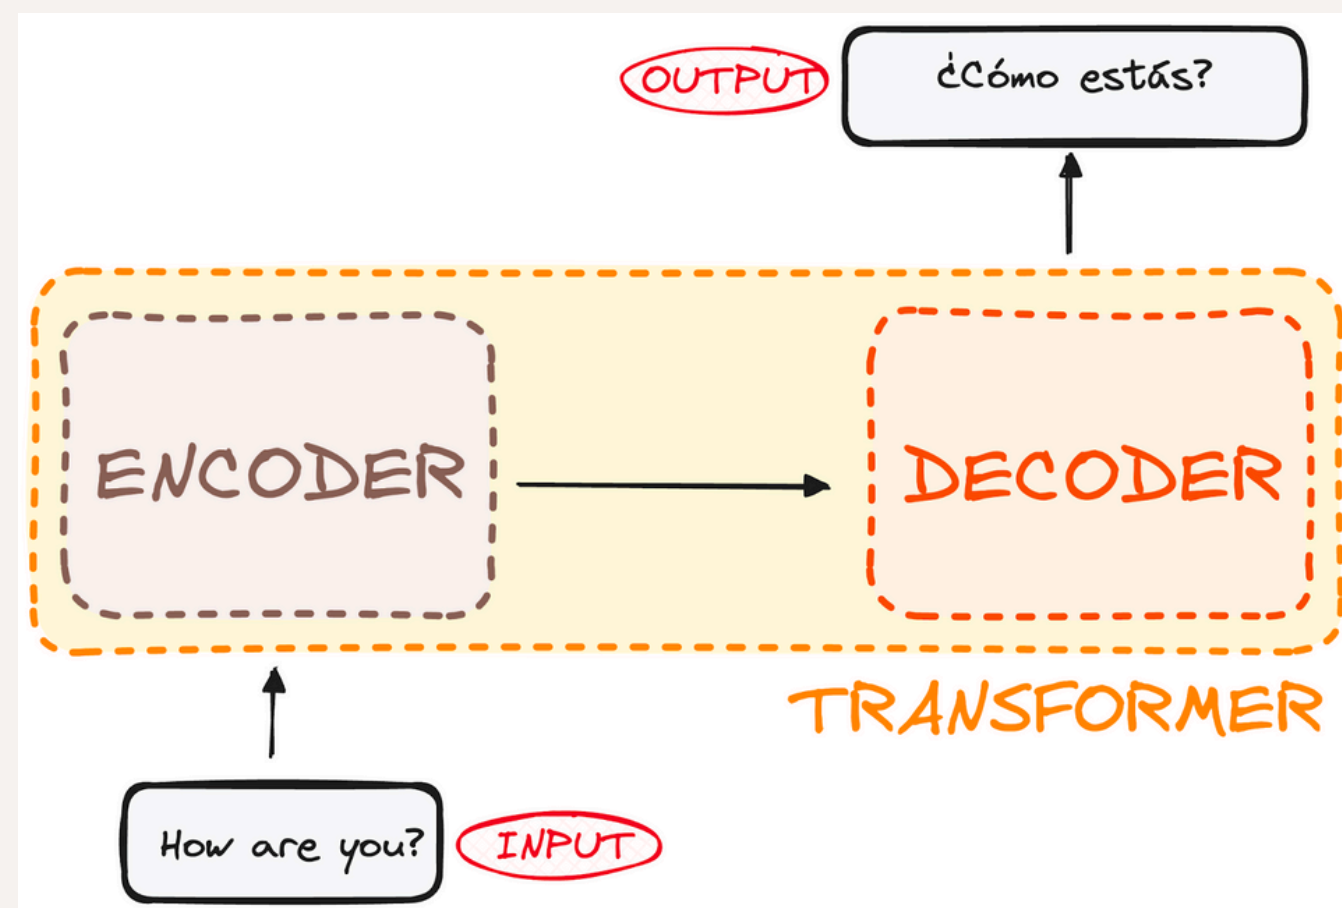 OUTPUT
¿Cómo estás?
ENCODER
DECODER
TRANSFORMER
How are you?
INPUT